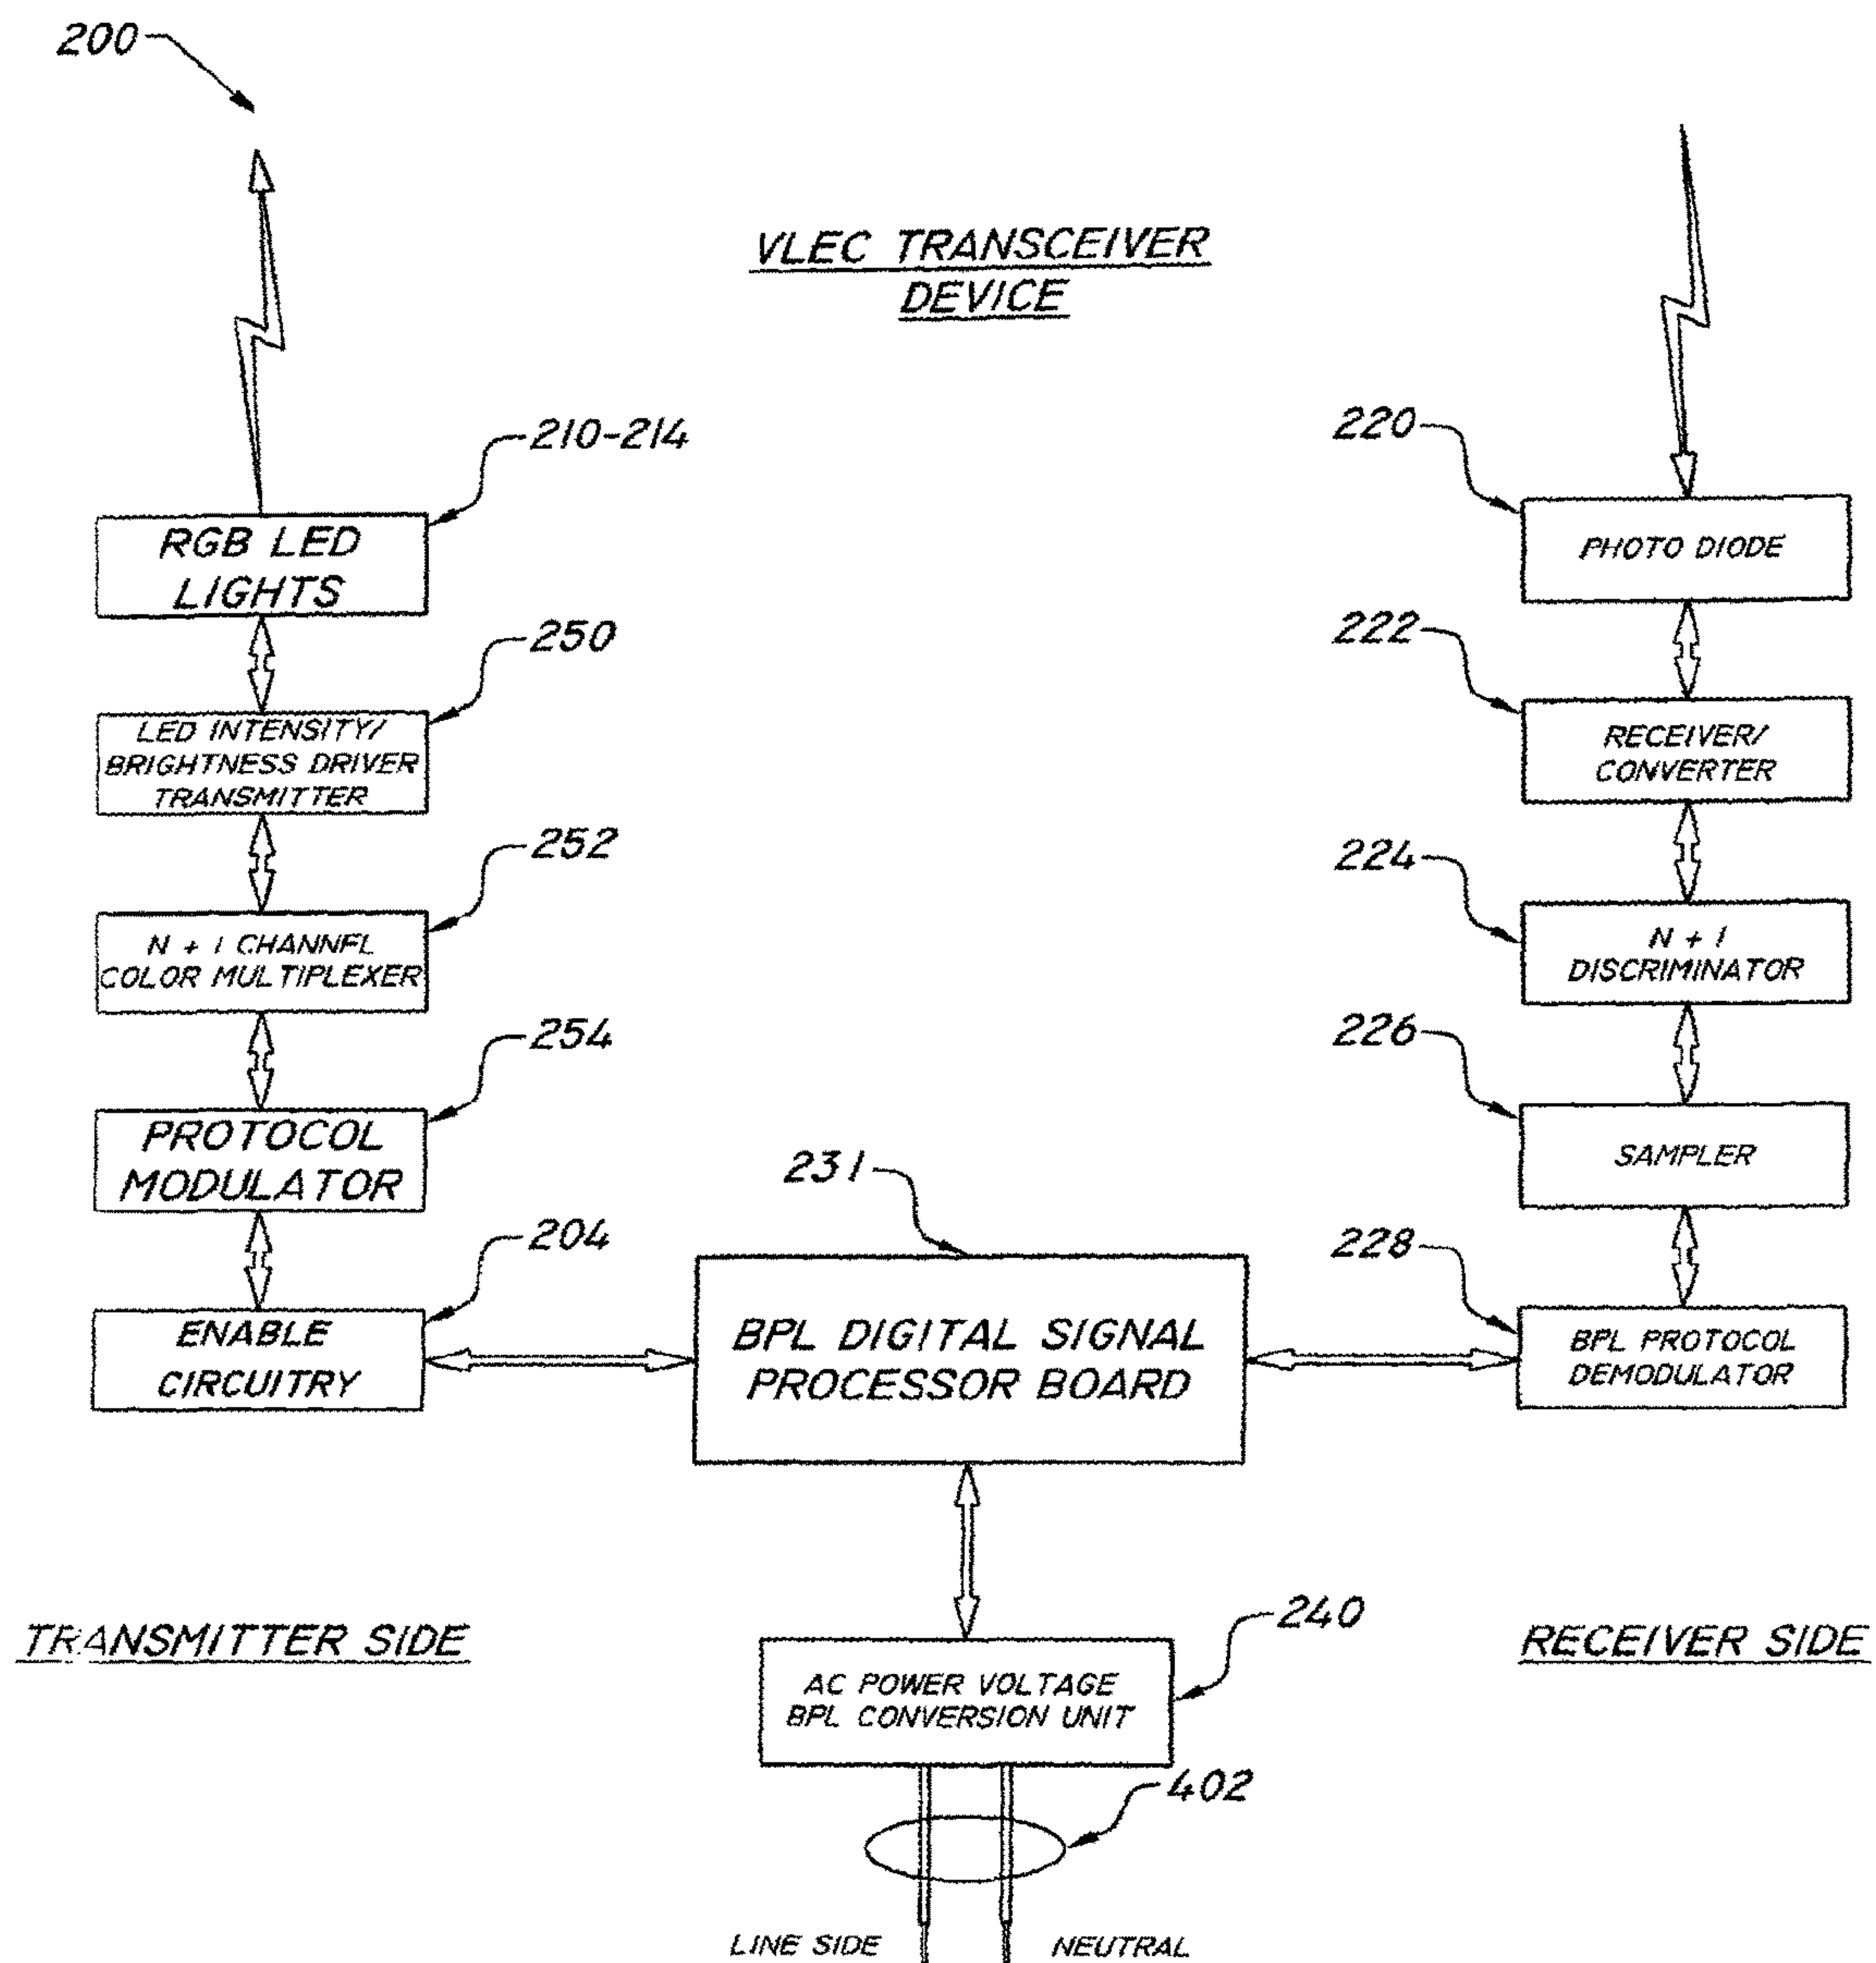 200
VLEC TRANSCEIVER
DEVICE
210-214
RGB LED
LIGHTS
250
LED INTENSITY/
BRIGHTNESS DRIVER
TRANSMITTER
252
N + 1 CHANNEL
COLOR MULTIPLEXER
254
PROTOCOL
MODULATOR
204
ENABLE
CIRCUITRY
231
BPL DIGITAL SIGNAL
PROCESSOR BOARD
220
PHOTO DIODE
222
RECEIVER/
CONVERTER
224
N + 1
DISCRIMINATOR
226
SAMPLER
228
BPL PROTOCOL
DEMODULATOR
TRANSMITTER SIDE
240
AC POWER VOLTAGE
BPL CONVERSION UNIT
RECEIVER SIDE
402
LINE SIDE
NEUTRAL